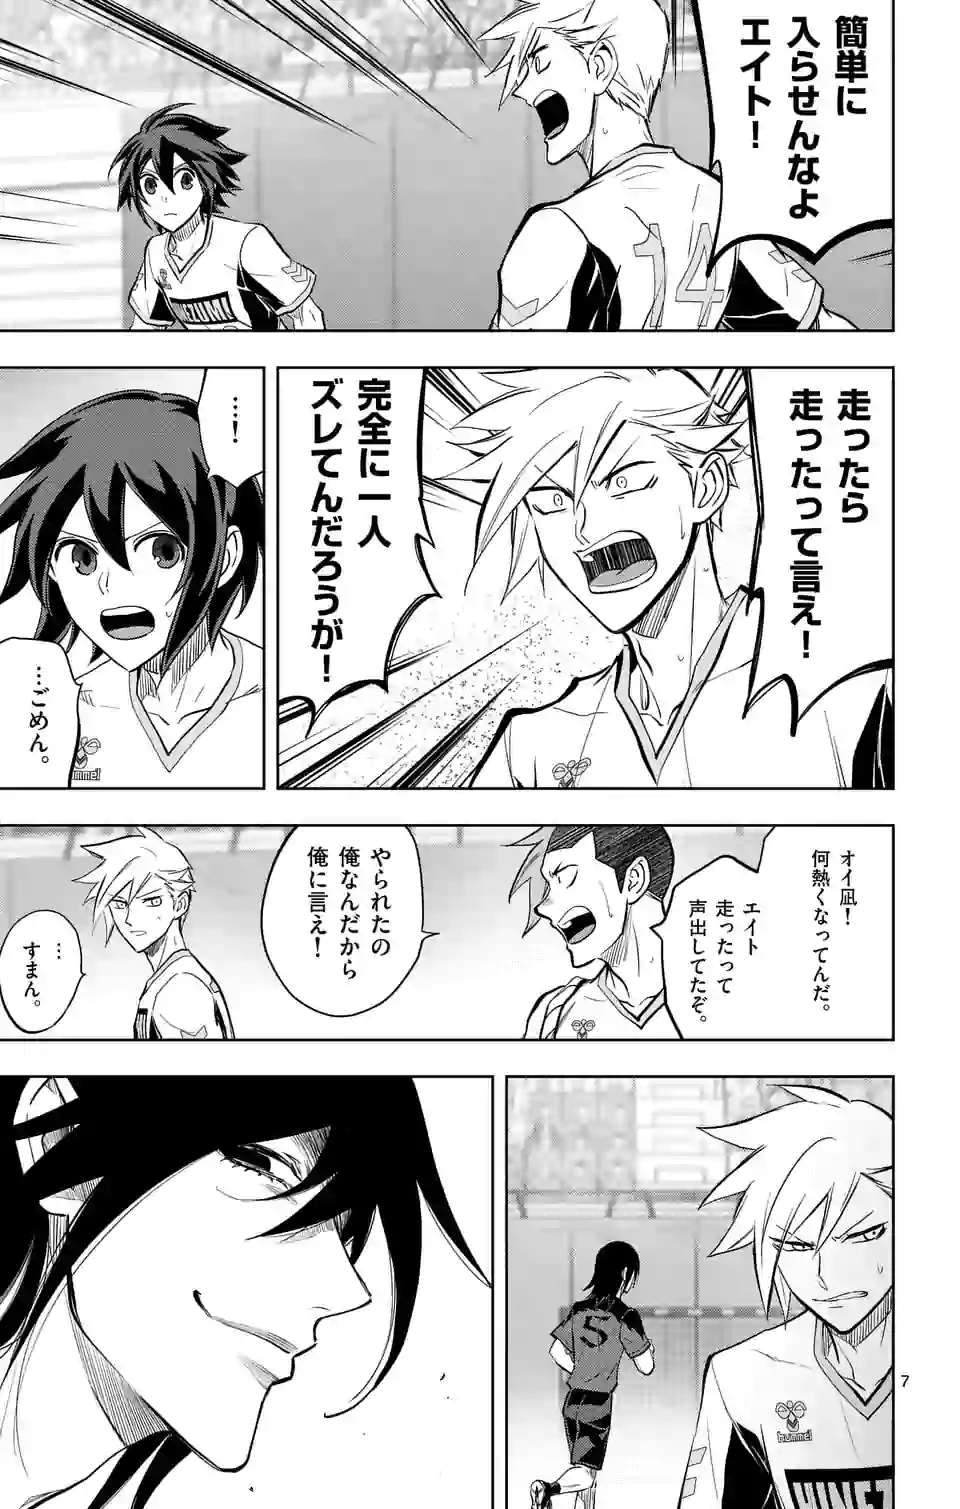 簡単に
入らせんなよ
エイト！
14
NEZUMI
走ったら
走ったって言え！
完全に一人
ズレてんだろうが！
…！
…ごめん。
hummel
hummel
オイ凪！
何熱くなってんだ。
エイト
走ったって
声出してたぞ。
やられたの
俺なんだから
俺に言え！
…
すまん。
5
hummel
7